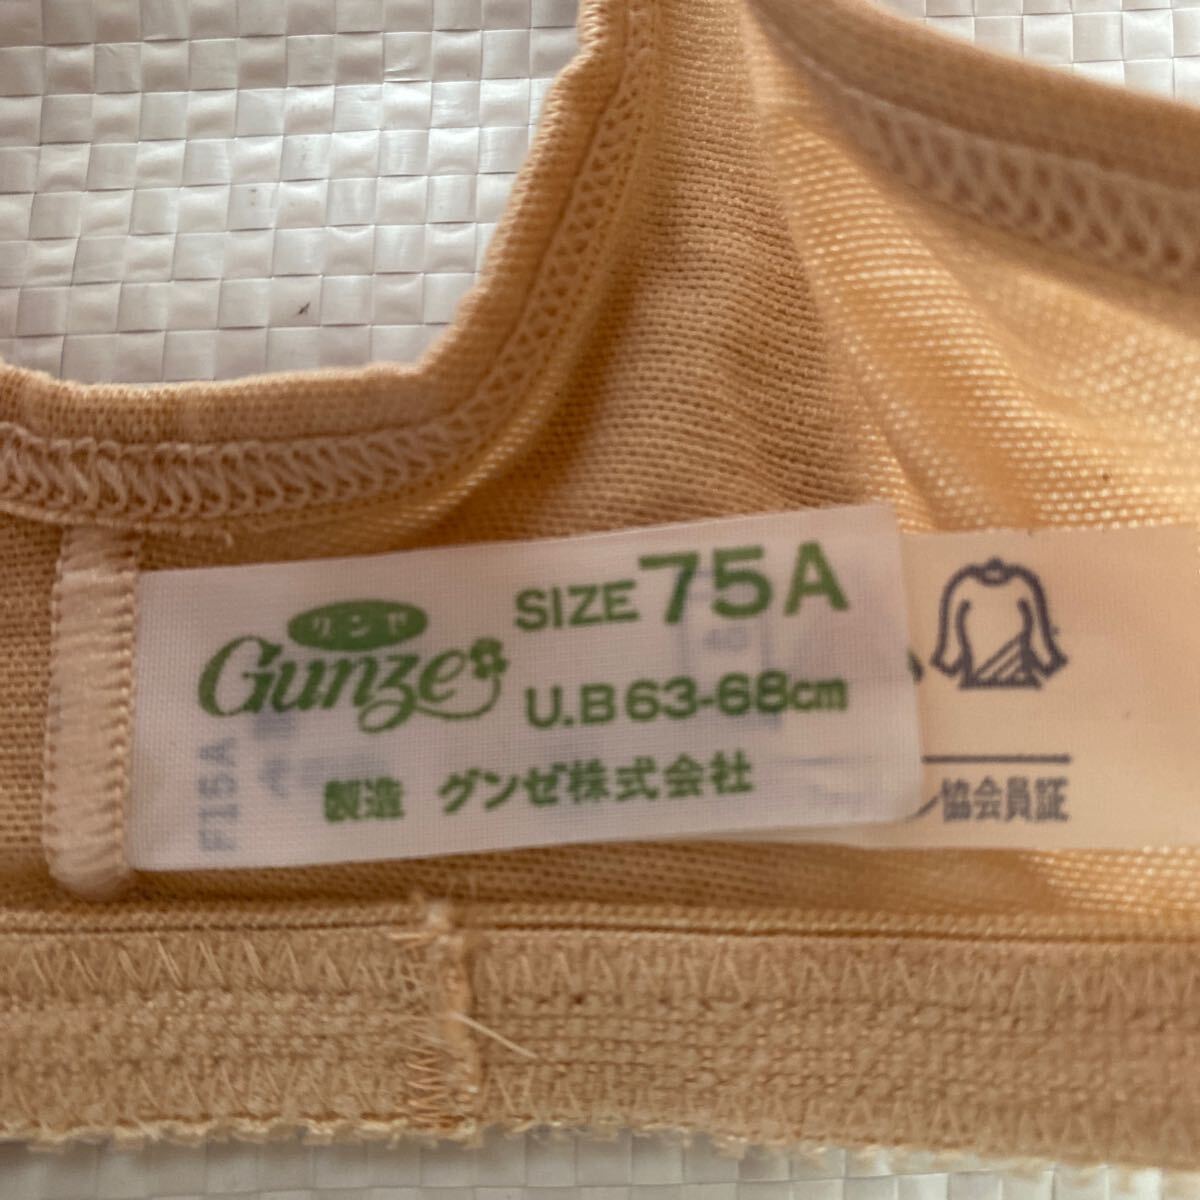 グンゼ
Gunze
SIZE 75A
U.B 63-68cm
製造 グンゼ株式会社
F15A
協会員証